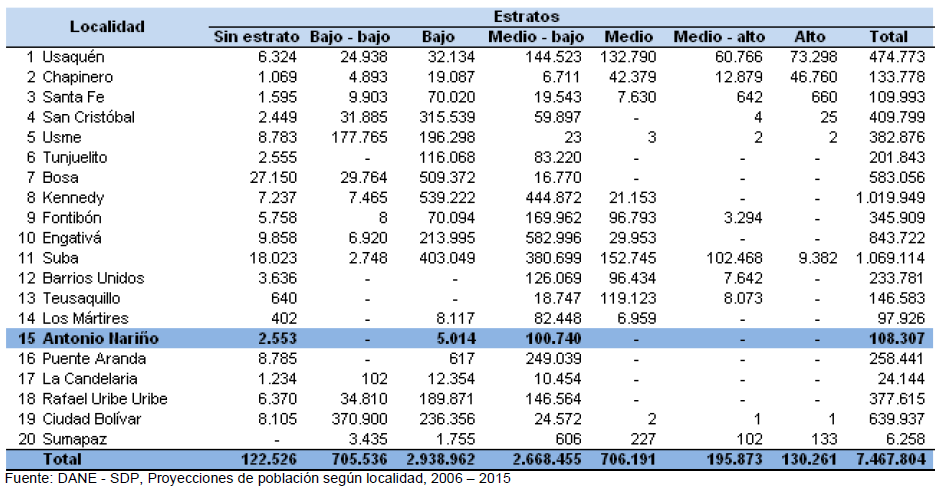 Localidad Estratos
Sin estrato Bajo - bajo Bajo Medio - bajo Medio Medio - alto Alto Total
1 Usaquén 6.324 24.938 32.134 144.523 132.790 60.766 73.298 474.773
2 Chapinero 1.069 4.893 19.087 6.711 42.379 12.879 46.760 133.778
3 Santa Fe 1.595 9.903 70.020 19.543 7.630 642 660 109.993
4 San Cristóbal 2.449 31.885 315.539 59.897 - 4 25 409.799
5 Usme 8.783 177.765 196.298 23 3 2 2 382.876
6 Tunjuelito 2.555 - 116.068 83.220 - - - 201.843
7 Bosa 27.150 29.764 509.372 16.770 - - - 583.056
8 Kennedy 7.237 7.465 539.222 444.872 21.153 - - 1.019.949
9 Fontibón 5.758 8 70.094 169.962 96.793 3.294 - 345.909
10 Engativá 9.858 6.920 213.995 582.996 29.953 - - 843.722
11 Suba 18.023 2.748 403.049 380.699 152.745 102.468 9.382 1.069.114
12 Barrios Unidos 3.636 - - 126.069 96.434 7.642 - 233.781
13 Teusaquillo 640 - - 18.747 119.123 8.073 - 146.583
14 Los Mártires 402 - 8.117 82.448 6.959 - - 97.926
15 Antonio Nariño 2.553 - 5.014 100.740 - - - 108.307
16 Puente Aranda 8.785 - 617 249.039 - - - 258.441
17 La Candelaria 1.234 102 12.354 10.454 - - - 24.144
18 Rafael Uribe Uribe 6.370 34.810 189.871 146.564 - - - 377.615
19 Ciudad Bolívar 8.105 370.900 236.356 24.572 2 1 1 639.937
20 Sumapaz - 3.435 1.755 606 227 102 133 6.258
Total 122.526 705.536 2.938.962 2.668.455 706.191 195.873 130.261 7.467.804
Fuente: DANE - SDP, Proyecciones de población según localidad, 2006 – 2015